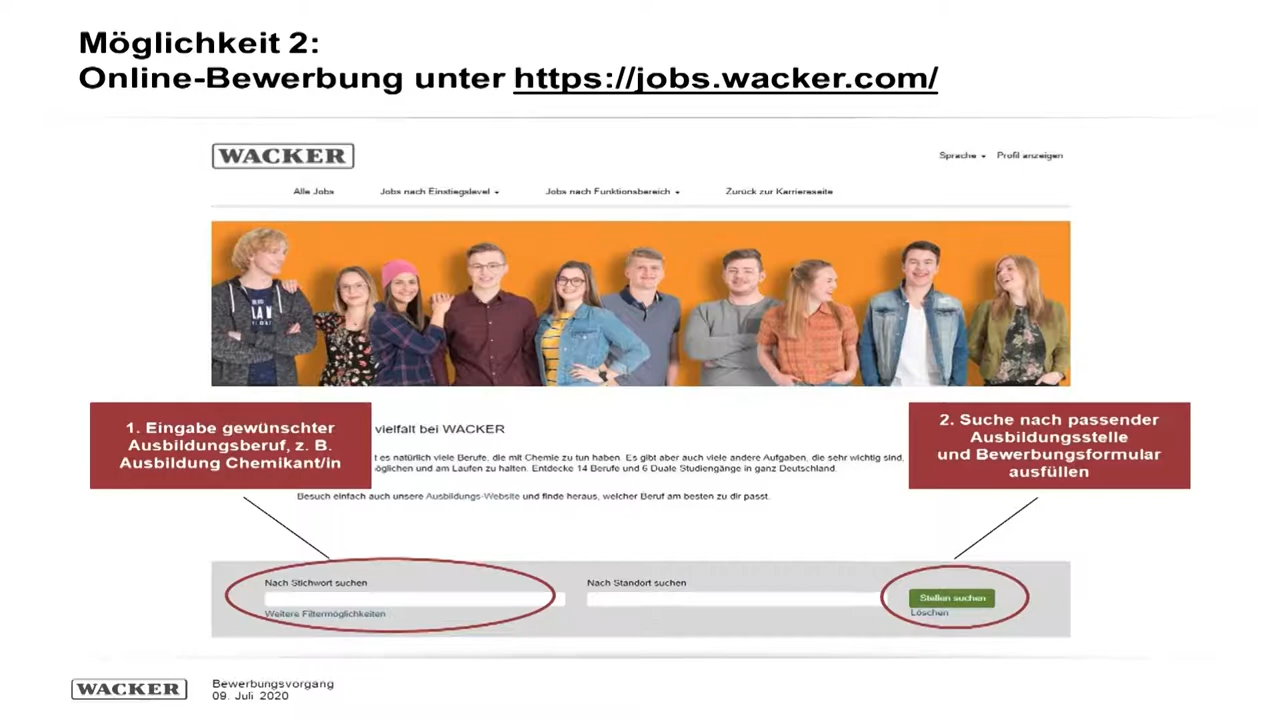 Möglichkeit 2:
Online-Bewerbung unter https://jobs.wacker.com/
WACKER
Sprache
Profil anzeigen
Alle Jobs
Jobs nach Einstiegslevel
Jobs nach Funktionsbereich
Zurück zur Karriereseite
1. Eingabe gewünschter
Ausbildungsberuf, z. B.
Ausbildung Chemikant/in
2. Suche nach passender
Ausbildungsstelle
und Bewerbungsformular
ausfüllen
vielfalt bei WACKER
es natürlich viele Berufe, die mit Chemie zu tun haben. Es gibt aber auch viele andere Aufgaben, die sehr wichtig sind,
öglichen und am Laufen zu halten. Entdecke 14 Berufe und 6 Duale Studiengänge in ganz Deutschland.
Besuch einfach auch unsere Ausbildungs-Website und finde heraus, welcher Beruf am besten zu dir passt.
Nach Stichwort suchen
Nach Standort suchen
Stellen suchen
Weitere Filtermöglichkeiten
Löschen
WACKER
Bewerbungsvorgang
09. Juli 2020